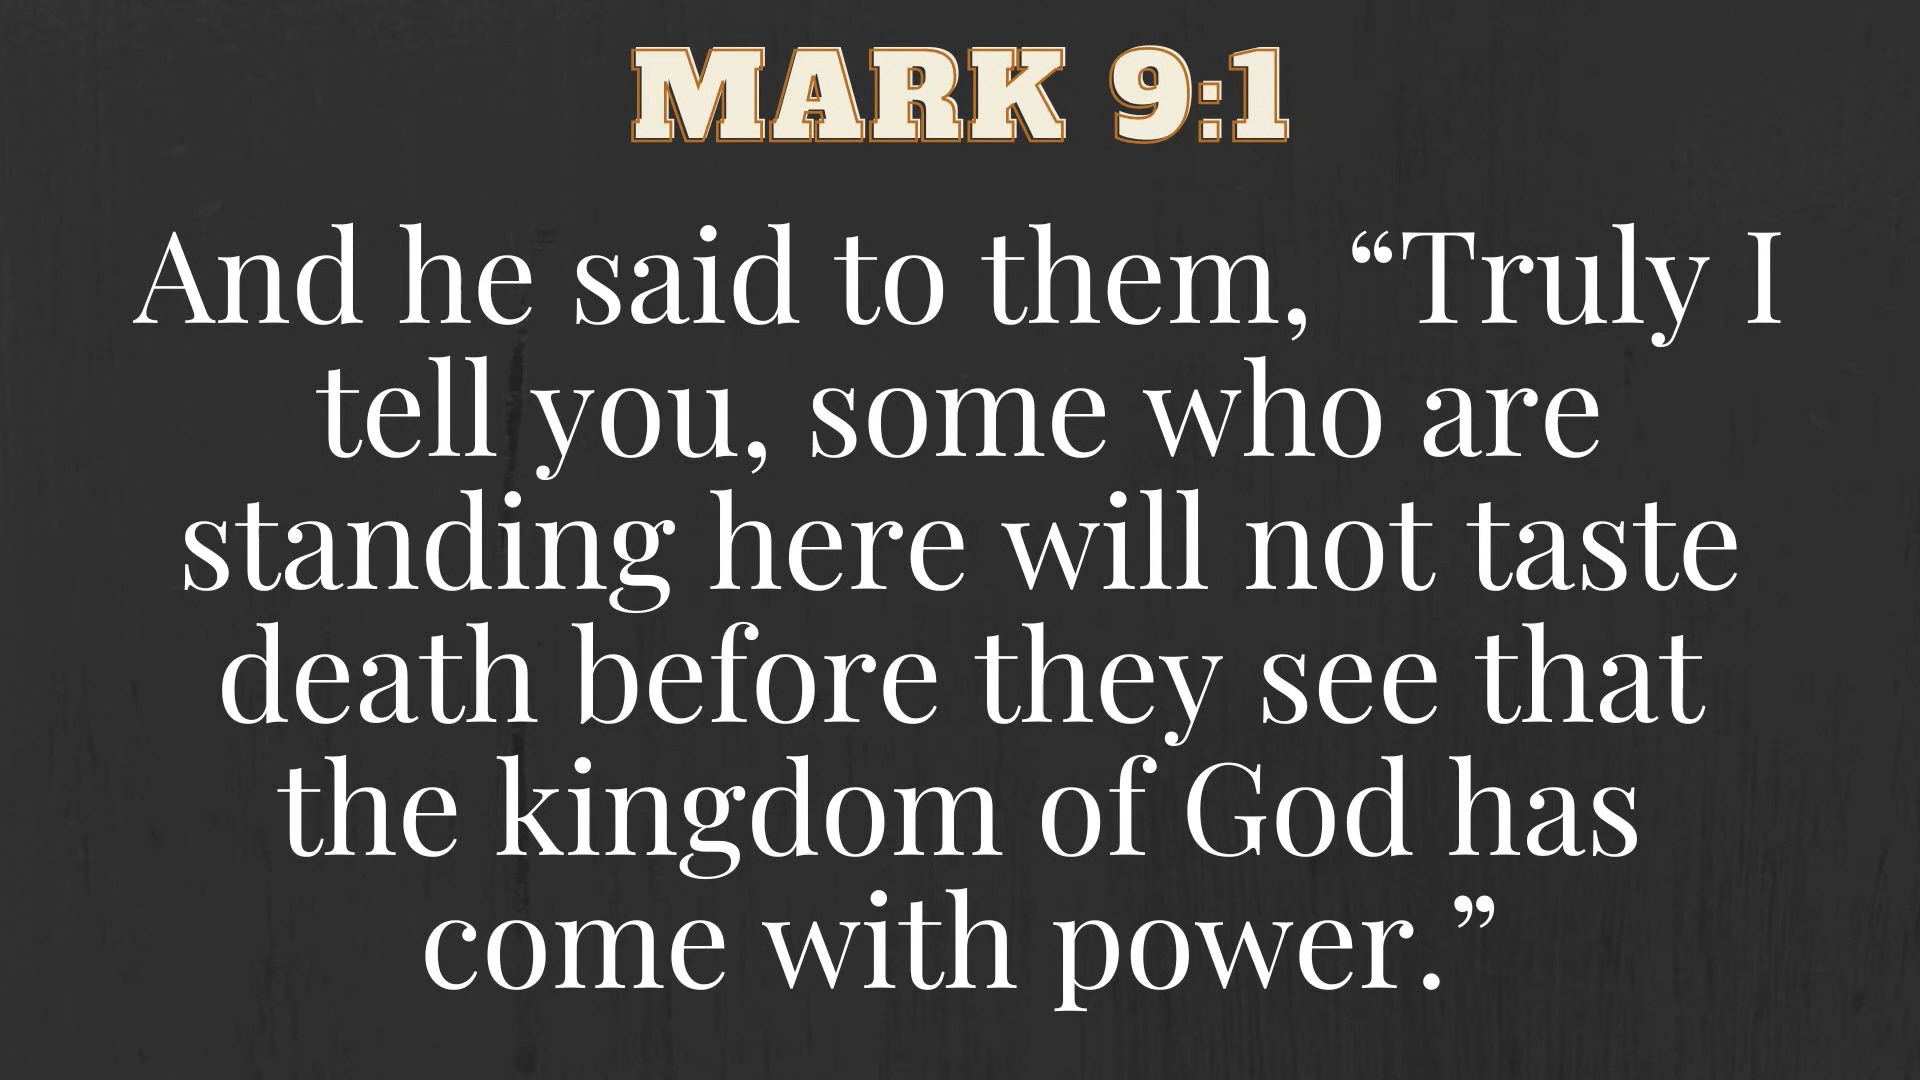 MARK 9:1
And he said to them, “Truly I
tell you, some who are
standing here will not taste
death before they see that
the kingdom of God has
come with power.”